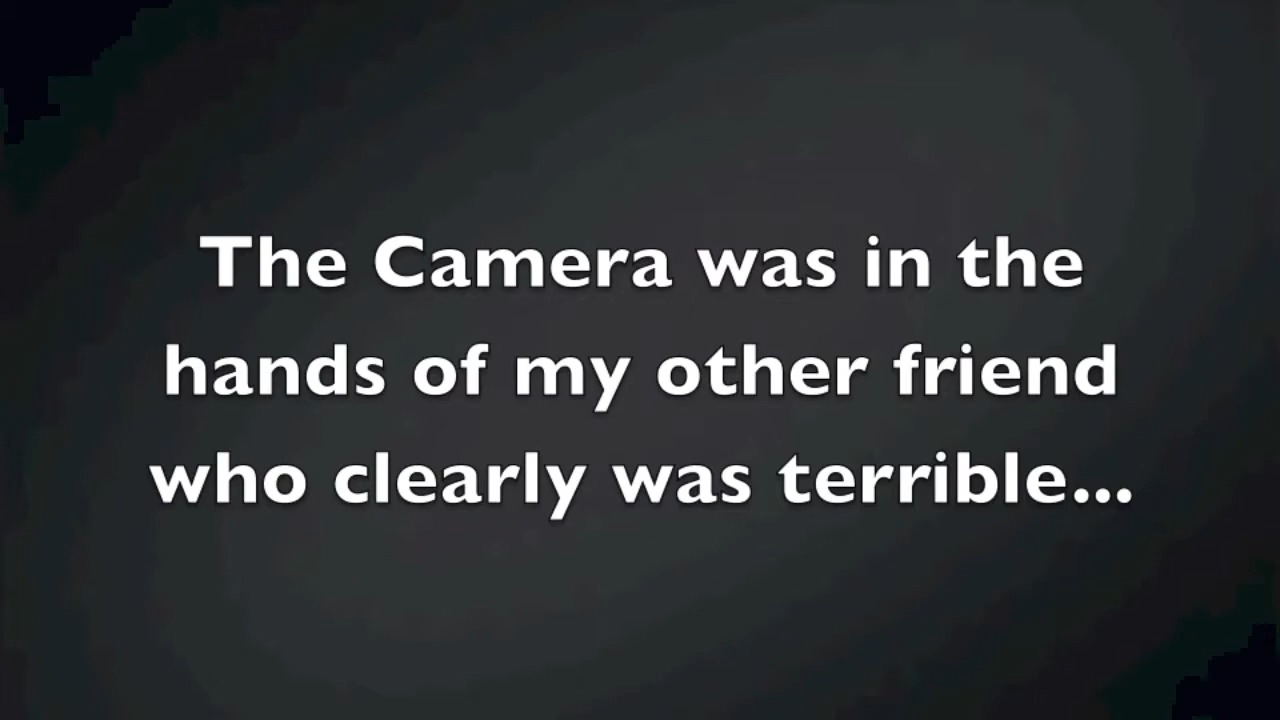 The Camera was in the
hands of my other friend
who clearly was terrible...